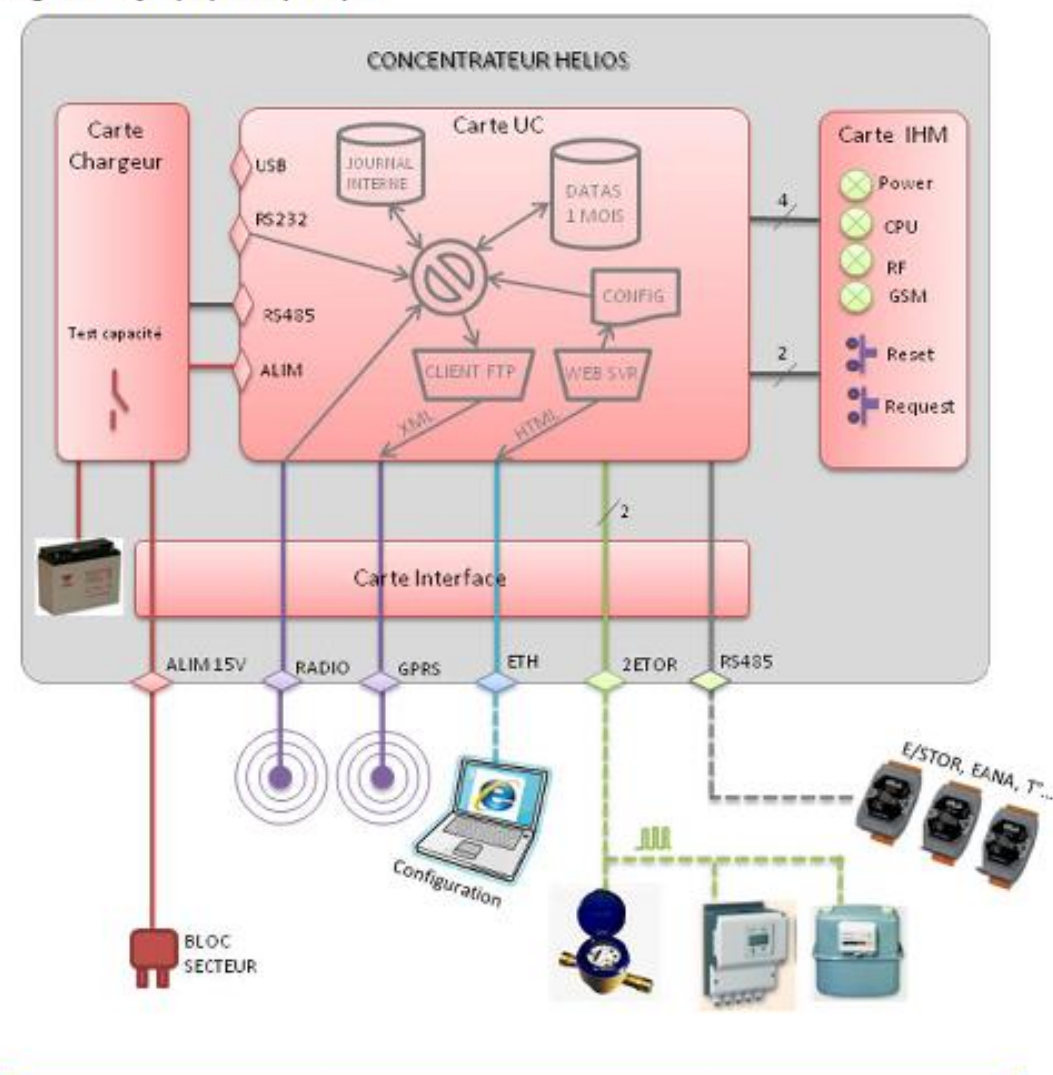 CONCENTRATEUR HELIOS
Carte
Chargeur
Test capacité
Carte UC
USB
RS232
RS485
ALIM
JOURNAL
INTERNE
DATAS
1 MOIS
CONFIG
CLIENT FTP
WEB SVR
XML
HTML
4
2
Carte IHM
Power
CPU
RF
GSM
Reset
Request
2
Carte Interface
ALIM 15V
RADIO
GPRS
ETH
2ETOR
RS485
E/STOR, EANA, T°...
Configuration
BLOC
SECTEUR